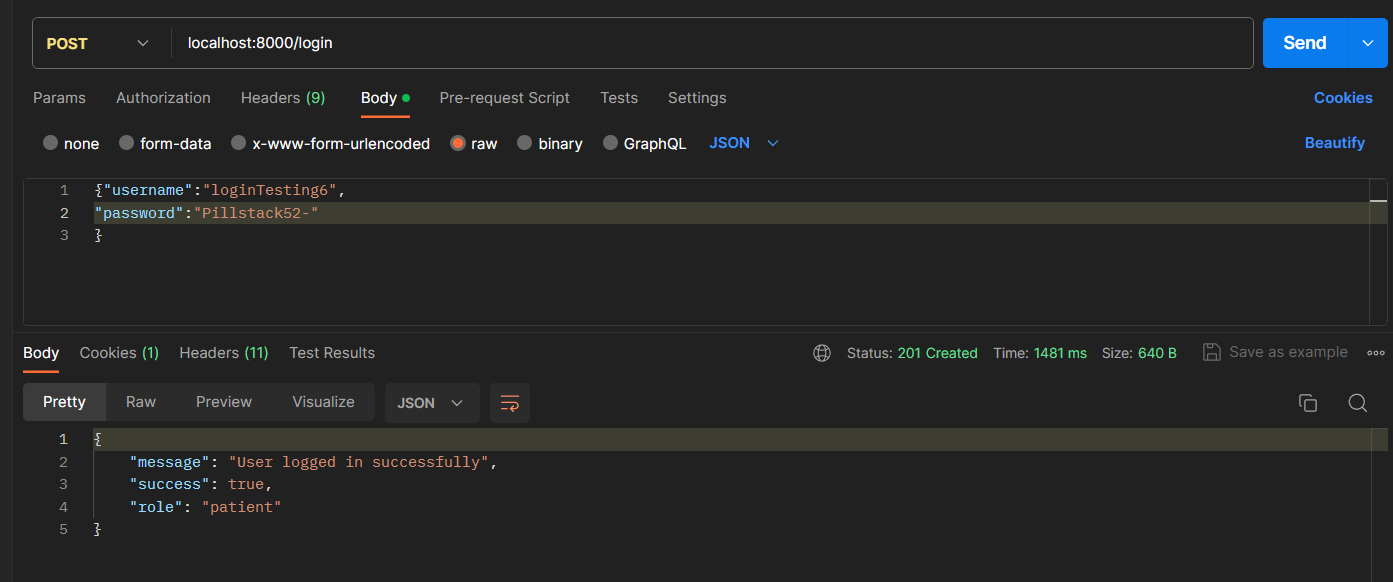 POST localhost:8000/login Send
Params Authorization Headers (9) Body Pre-request Script Tests Settings Cookies
none form-data x-www-form-urlencoded raw binary GraphQL JSON Beautify
1 {"username":"loginTesting6",
2 "password":"Pillstack52-"
3 }
Body Cookies (1) Headers (11) Test Results Status: 201 Created Time: 1481 ms Size: 640 B Save as example
Pretty Raw Preview Visualize JSON
1 {
2 "message": "User logged in successfully",
3 "success": true,
4 "role": "patient"
5 }